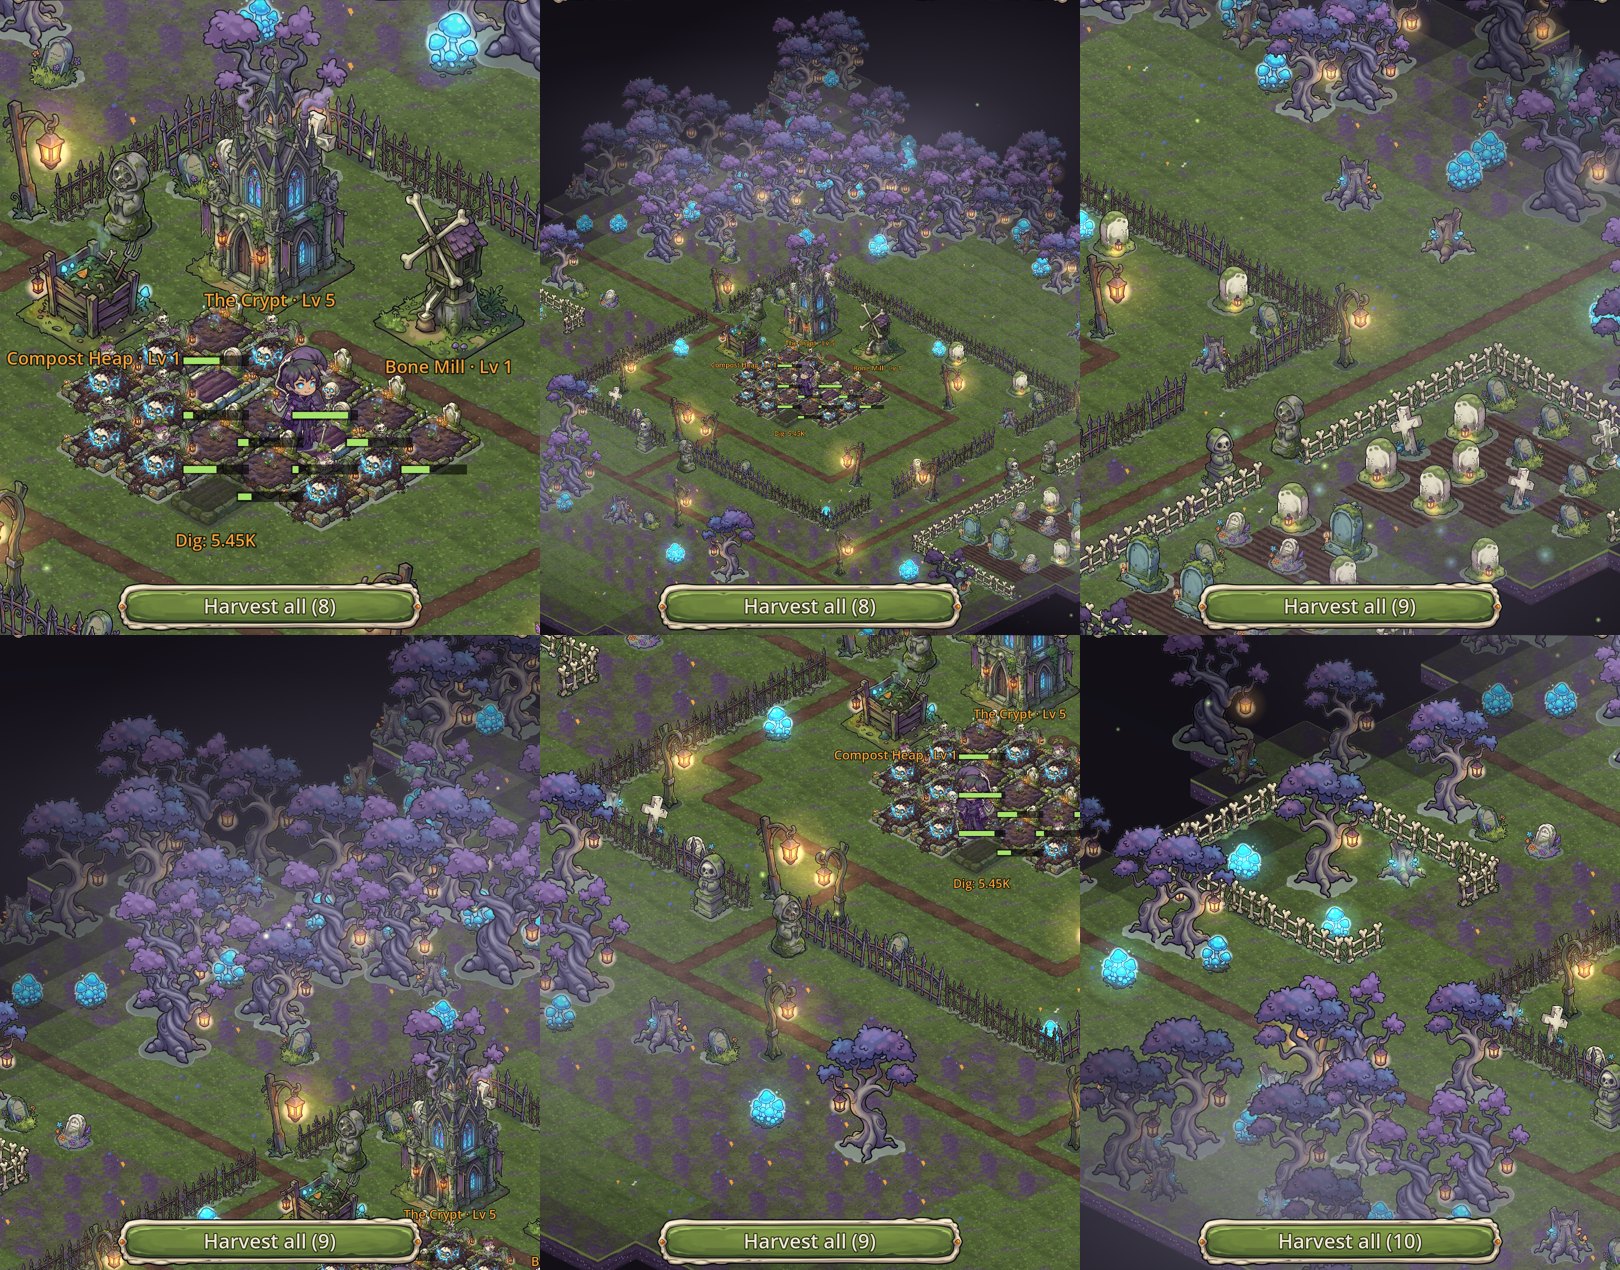 The Crypt · Lv 5
Compost Heap · Lv 1
Bone Mill · Lv 1
Dig: 5.45K
Harvest all (8)
Harvest all (8)
Harvest all (9)
The Crypt · Lv 5
Harvest all (9)
The Crypt · Lv 5
Compost Heap · Lv 1
Dig: 5.45K
Harvest all (9)
Harvest all (10)